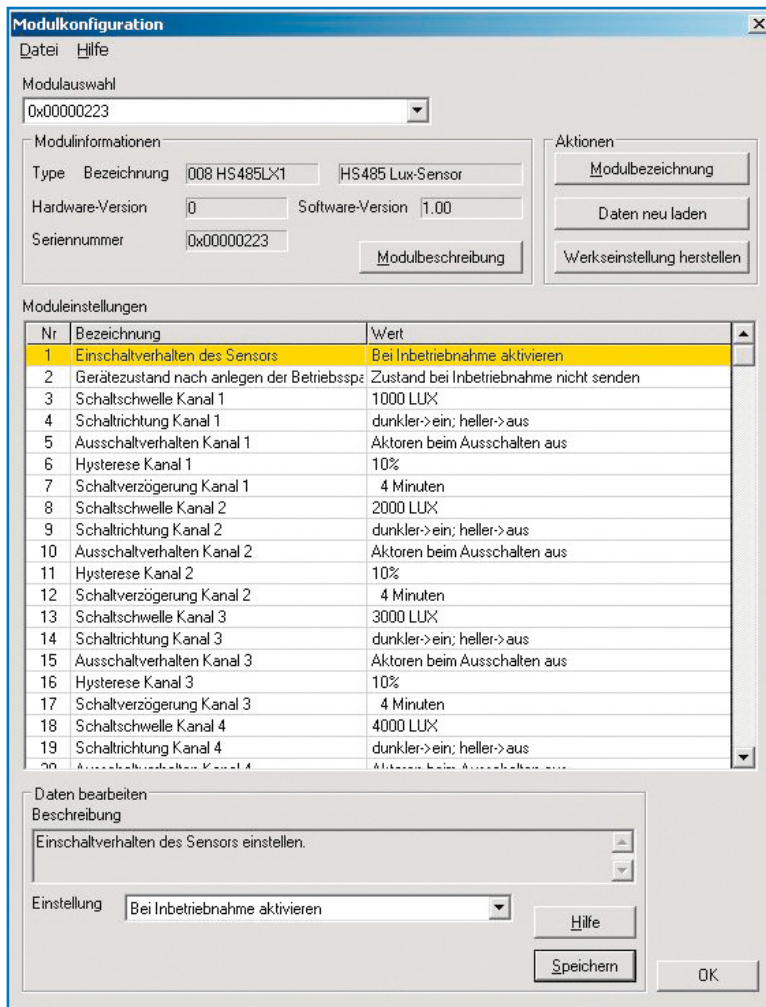 Modulkonfiguration
Datei Hilfe
Modulauswahl
0x00000223
Modulinformationen
Type Bezeichnung 008 HS485LX1 HS485 Lux-Sensor
Hardware-Version 0 Software-Version 1.00
Seriennummer 0x00000223
Modulbeschreibung
Aktionen
Modulbezeichnung
Daten neu laden
Werkseinstellung herstellen
Moduleinstellungen
Nr Bezeichnung Wert
1 Einschaltverhalten des Sensors Bei Inbetriebnahme aktivieren
2 Gerätezustand nach anlegen der Betriebsspa Zustand bei Inbetriebnahme nicht senden
3 Schaltschwelle Kanal 1 1000 LUX
4 Schaltrichtung Kanal 1 dunkler->ein; heller->aus
5 Ausschaltverhalten Kanal 1 Aktoren beim Ausschalten aus
6 Hysterese Kanal 1 10%
7 Schaltverzögerung Kanal 1 4 Minuten
8 Schaltschwelle Kanal 2 2000 LUX
9 Schaltrichtung Kanal 2 dunkler->ein; heller->aus
10 Ausschaltverhalten Kanal 2 Aktoren beim Ausschalten aus
11 Hysterese Kanal 2 10%
12 Schaltverzögerung Kanal 2 4 Minuten
13 Schaltschwelle Kanal 3 3000 LUX
14 Schaltrichtung Kanal 3 dunkler->ein; heller->aus
15 Ausschaltverhalten Kanal 3 Aktoren beim Ausschalten aus
16 Hysterese Kanal 3 10%
17 Schaltverzögerung Kanal 3 4 Minuten
18 Schaltschwelle Kanal 4 4000 LUX
19 Schaltrichtung Kanal 4 dunkler->ein; heller->aus
20 Ausschaltverhalten Kanal 4 Aktoren beim Ausschalten aus
Daten bearbeiten
Beschreibung
Einschaltverhalten des Sensors einstellen.
Einstellung Bei Inbetriebnahme aktivieren
Hilfe
Speichern
OK